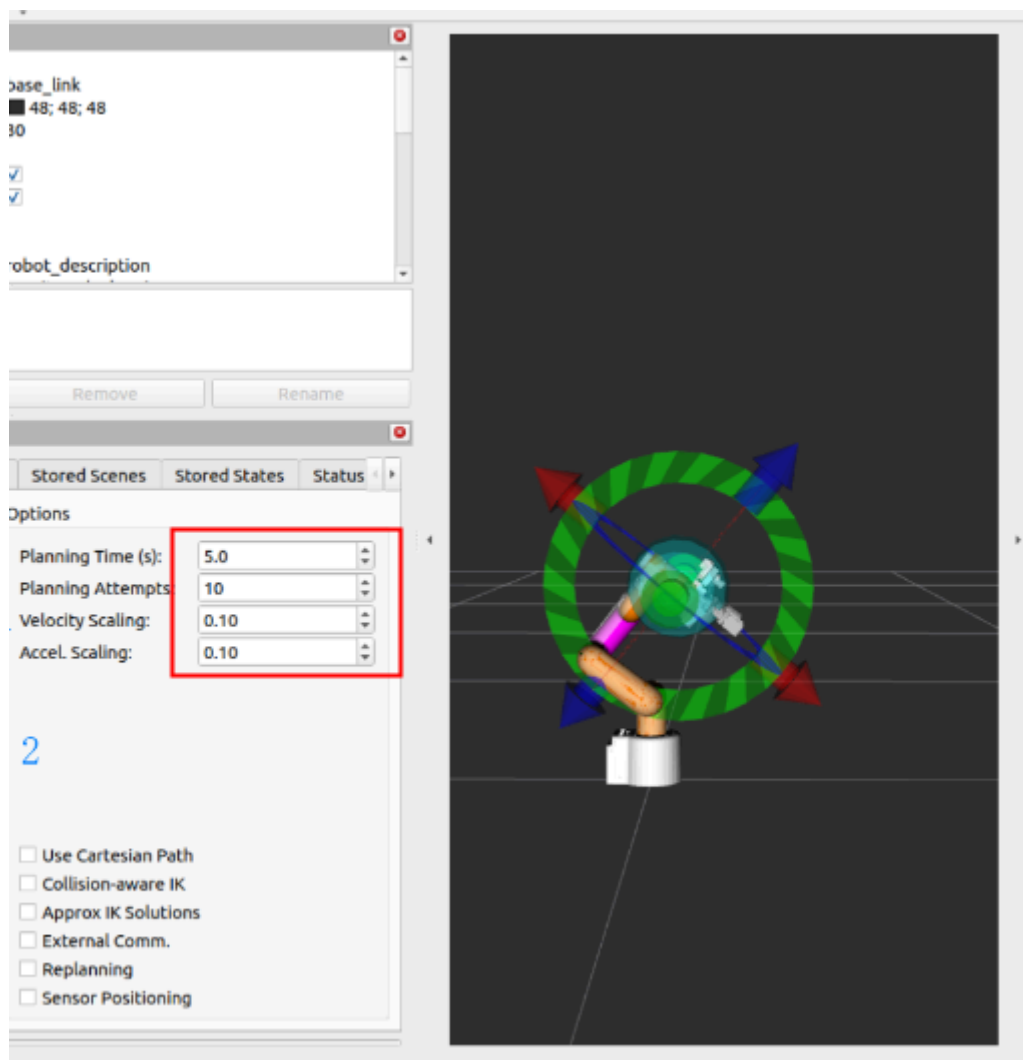 base_link
48; 48; 48
30
robot_description
Remove
Rename
Stored Scenes
Stored States
Status
Options
Planning Time (s):
5.0
Planning Attempts
10
Velocity Scaling:
0.10
Accel. Scaling:
0.10
2
Use Cartesian Path
Collision-aware IK
Approx IK Solutions
External Comm.
Replanning
Sensor Positioning